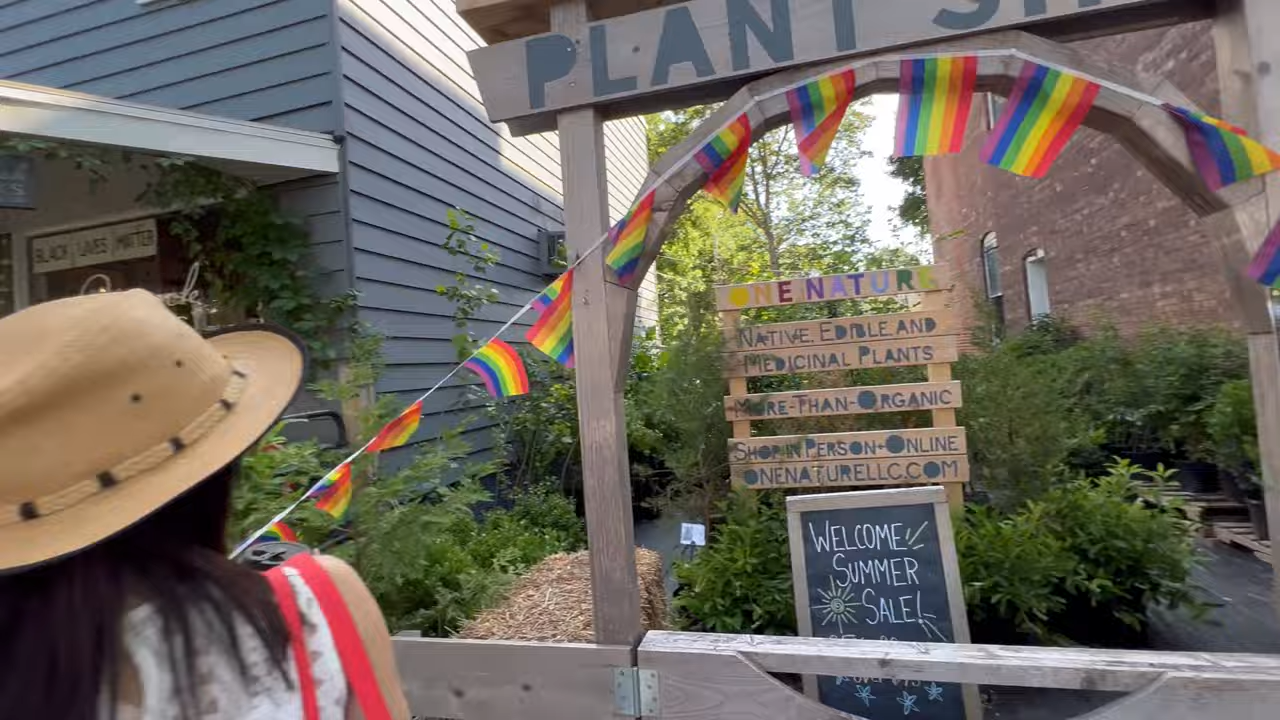 PLANT
BLACK LIVES MATTER
ONE NATURE
NATIVE, EDIBLE, AND
MEDICINAL PLANTS
MORE-THAN-ORGANIC
SHOP IN PERSON + ONLINE
ONENATURELLC.COM
WELCOME
SUMMER
SALE!